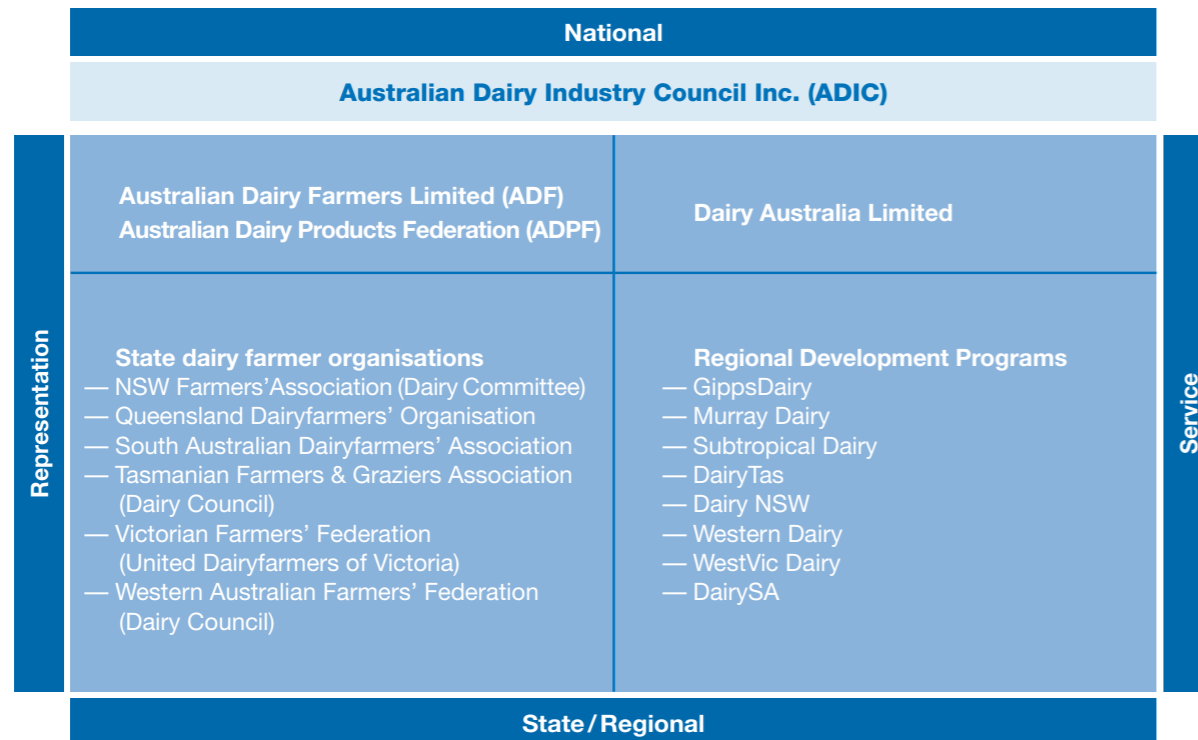 National
Australian Dairy Industry Council Inc. (ADIC)
Representation
Australian Dairy Farmers Limited (ADF)
Australian Dairy Products Federation (ADPF)
Dairy Australia Limited
State dairy farmer organisations
— NSW Farmers’Association (Dairy Committee)
— Queensland Dairyfarmers’ Organisation
— South Australian Dairyfarmers’ Association
— Tasmanian Farmers & Graziers Association
(Dairy Council)
— Victorian Farmers’ Federation
(United Dairyfarmers of Victoria)
— Western Australian Farmers’ Federation
(Dairy Council)
Regional Development Programs
— GippsDairy
— Murray Dairy
— Subtropical Dairy
— DairyTas
— Dairy NSW
— Western Dairy
— WestVic Dairy
— DairySA
Service
State/Regional